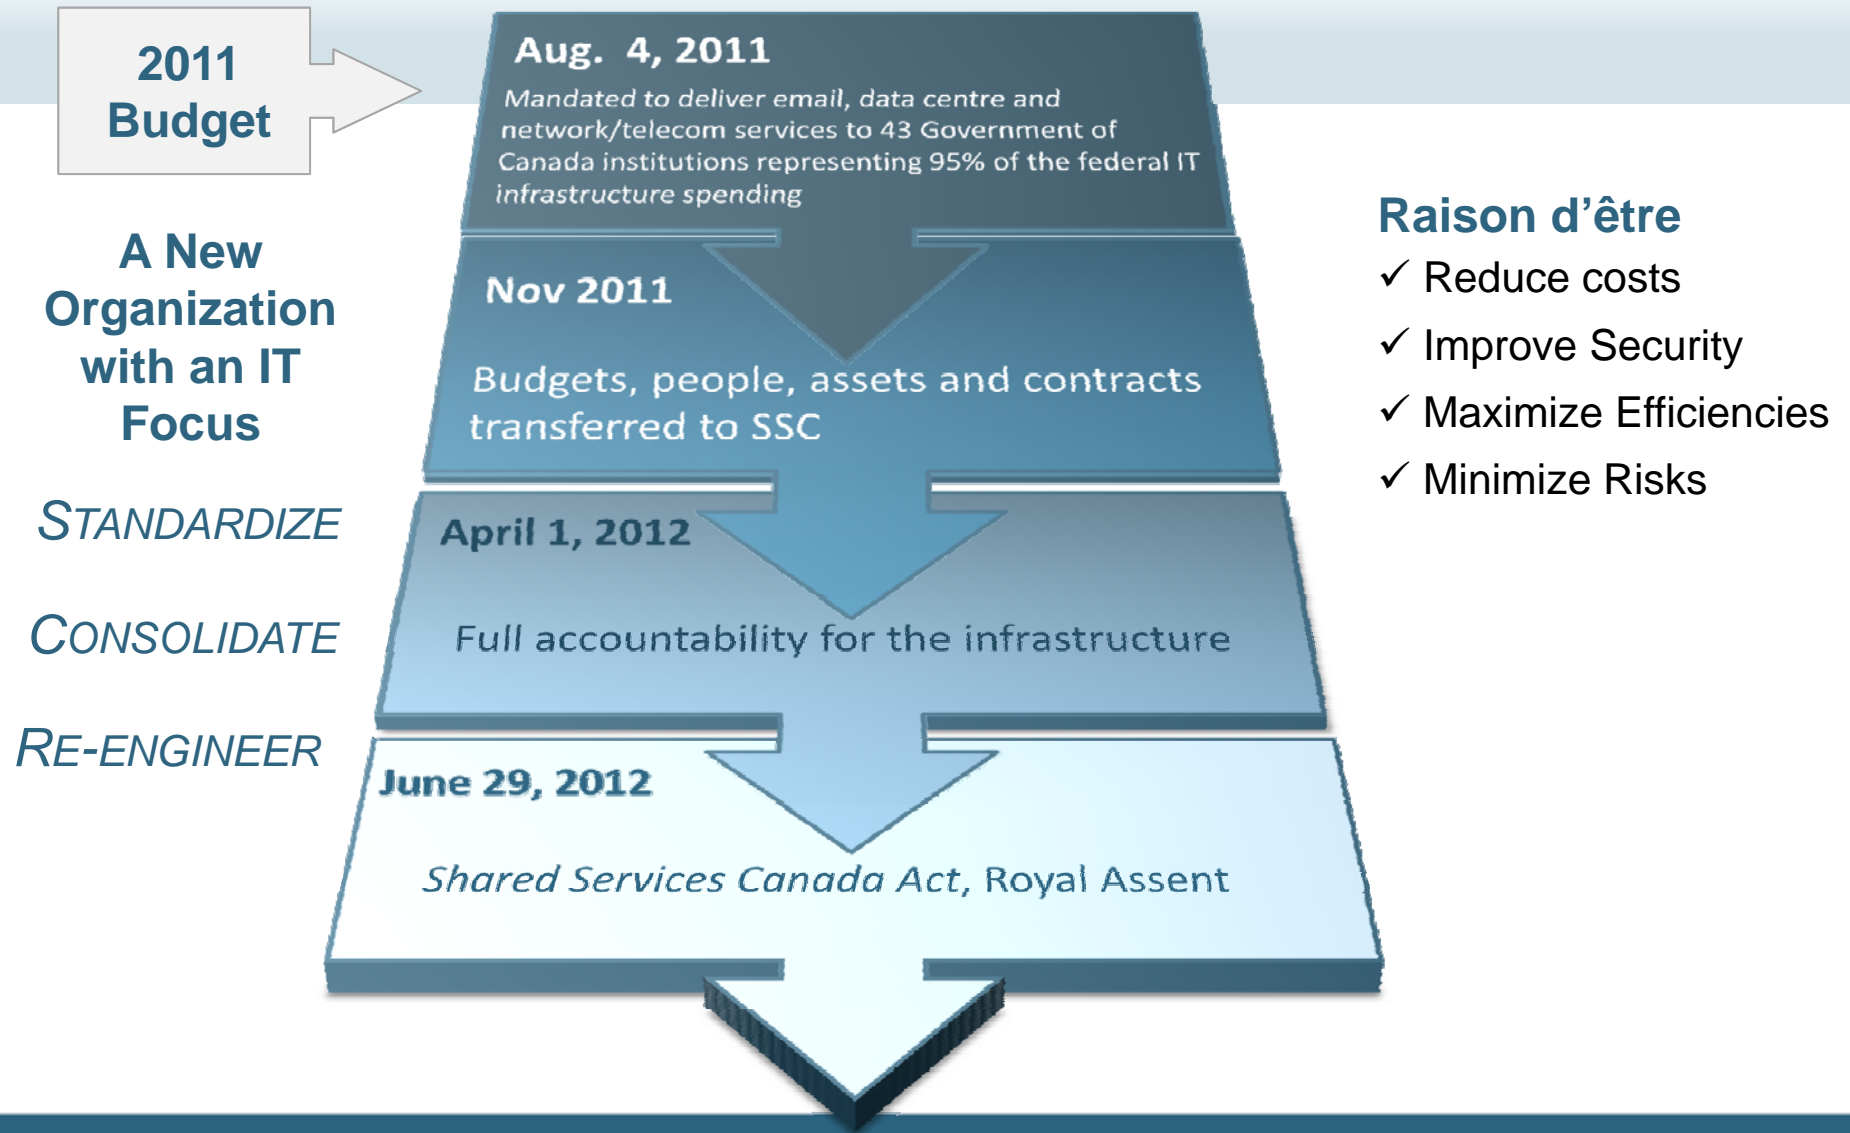 2011
Budget
A New
Organization
with an IT
Focus
STANDARDIZE
CONSOLIDATE
RE-ENGINEER
Aug. 4, 2011
Mandated to deliver email, data centre and
network/telecom services to 43 Government of
Canada institutions representing 95% of the federal IT
infrastructure spending
Nov 2011
Budgets, people, assets and contracts
transferred to SSC
April 1, 2012
Full accountability for the infrastructure
June 29, 2012
Shared Services Canada Act, Royal Assent
Raison d’être
✓ Reduce costs
✓ Improve Security
✓ Maximize Efficiencies
✓ Minimize Risks